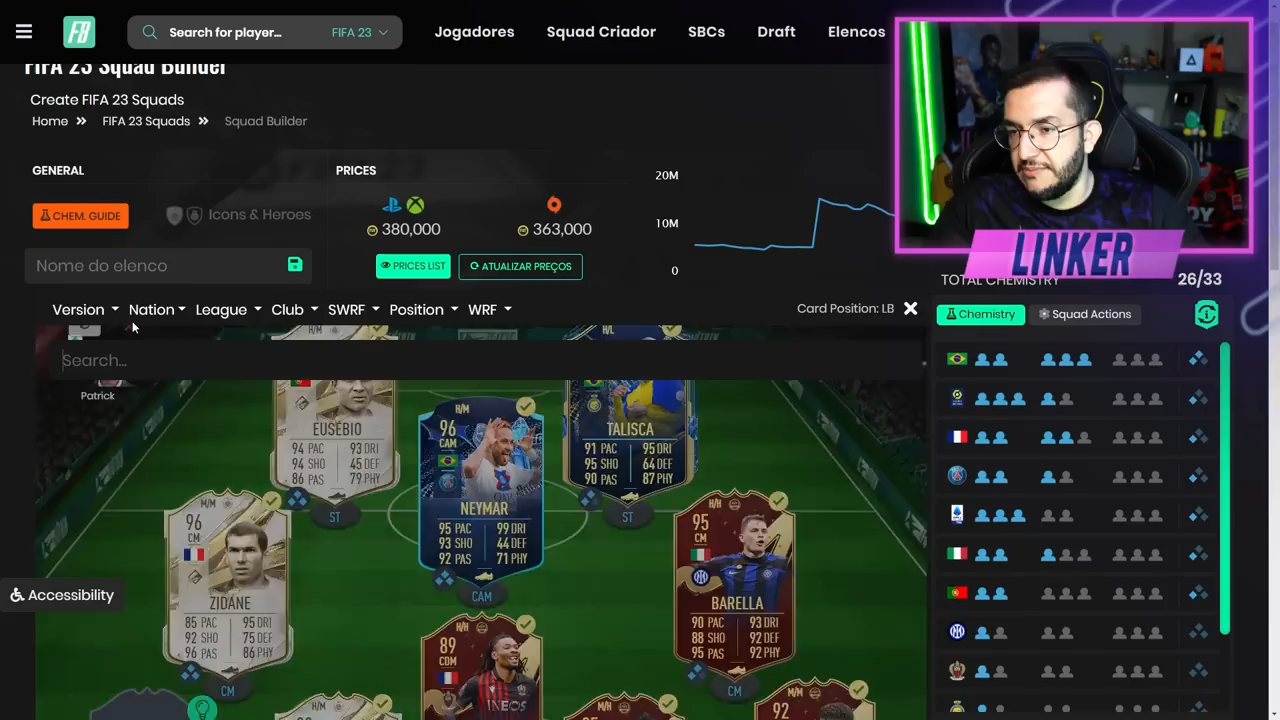 FB
Search for player...
FIFA 23
Jogadores
Squad Criador
SBCs
Draft
Elencos
FIFA 23 Squad Builder
Create FIFA 23 Squads
Home
FIFA 23 Squads
Squad Builder
GENERAL
PRICES
CHEM. GUIDE
Icons & Heroes
380,000
363,000
Nome do elenco
PRICES LIST
ATUALIZAR PREÇOS
20M
10M
0
LINKER
TOTAL CHEMISTRY
26/33
Version
Nation
League
Club
SWRF
Position
WRF
Card Position: LB
Chemistry
Squad Actions
Search...
Patrick
EUSÉBIO
94 PAC 93 DRI
94 SHO 45 DEF
86 PAS 79 PHY
ST
H/M
96
CAM
NEYMAR
95 PAC 99 DRI
93 SHO 44 DEF
92 PAS 71 PHY
CAM
H/L
TALISCA
91 PAC 95 DRI
95 SHO 64 DEF
90 PAS 87 PHY
ST
M/M
96
CM
ZIDANE
85 PAC 95 DRI
92 SHO 75 DEF
96 PAS 86 PHY
CM
H/H
95
CM
BARELLA
90 PAC 93 DRI
88 SHO 92 DEF
95 PAS 92 PHY
CM
H/H
89
CDM
INEOS
M/M
92
Accessibility